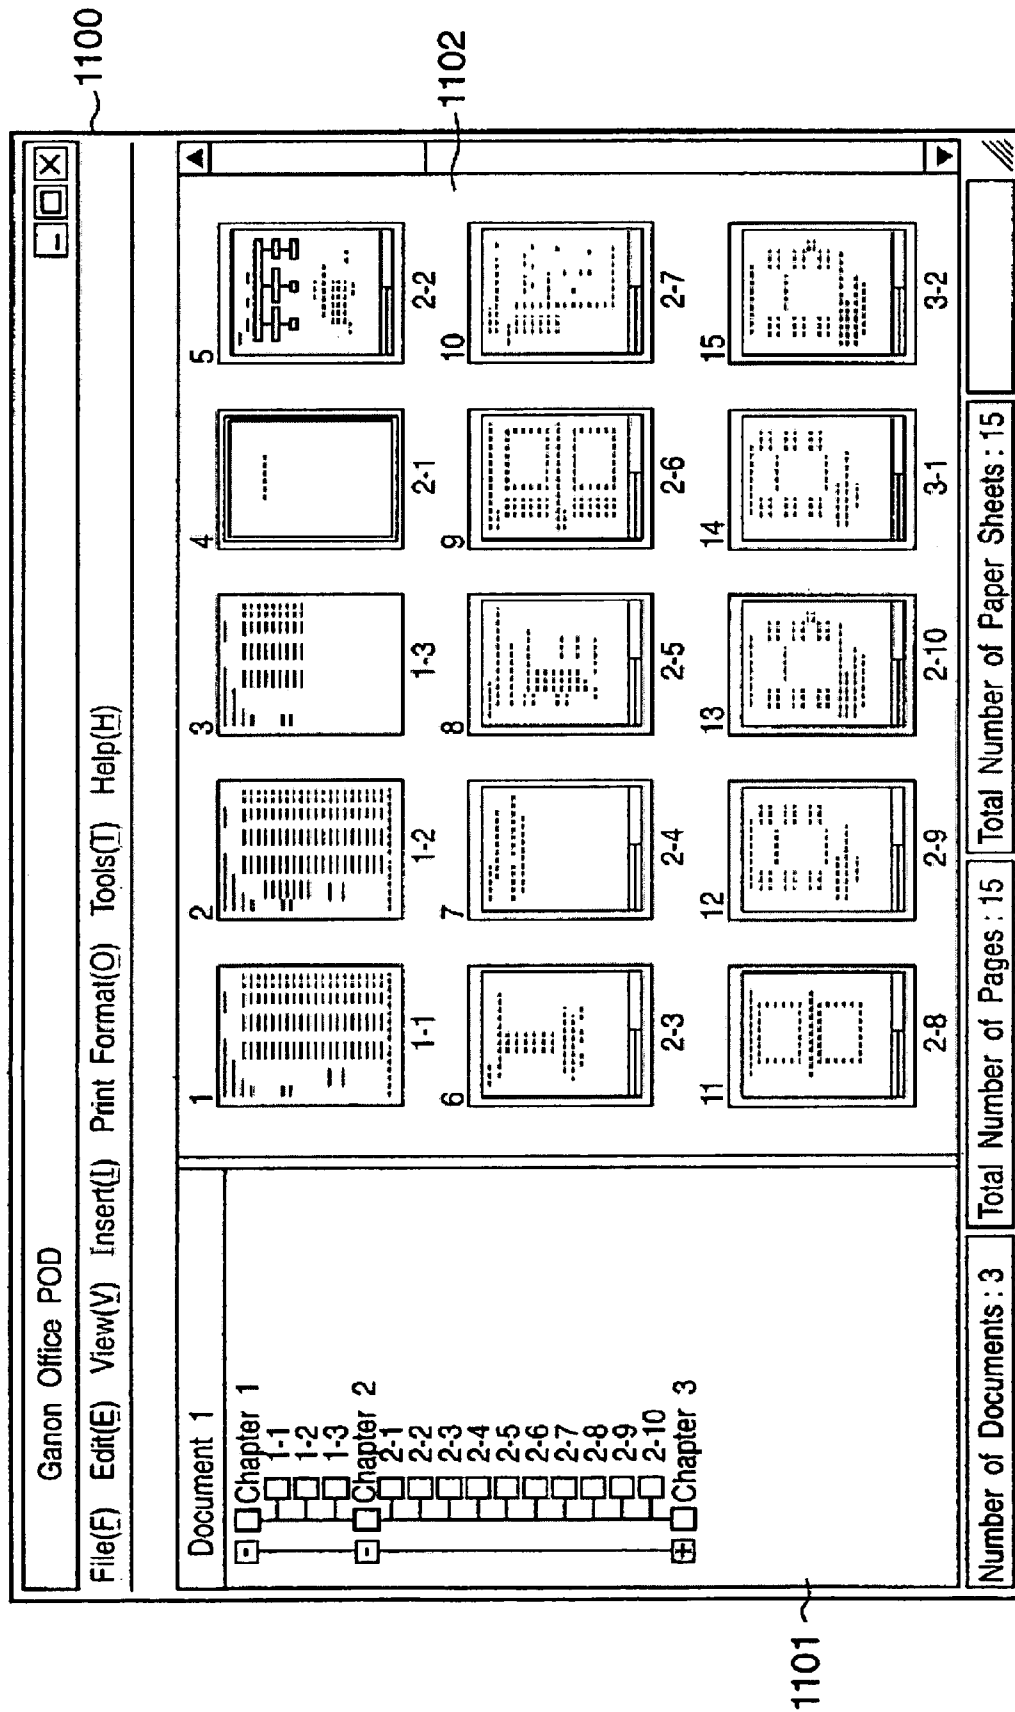 1100
Ganon Office POD
File(F) Edit(E) View(V) Insert(I) Print Format(O) Tools(T) Help(H)
Document 1
- Chapter 1
1-1
1-2
1-3
- Chapter 2
2-1
2-2
2-3
2-4
2-5
2-6
2-7
2-8
2-9
2-10
+ Chapter 3
1101
1102
1 2 3 4 5
1-1 1-2 1-3 2-1 2-2
6 7 8 9 10
2-3 2-4 2-5 2-6 2-7
11 12 13 14 15
2-8 2-9 2-10 3-1 3-2
Number of Documents : 3 Total Number of Pages : 15 Total Number of Paper Sheets : 15